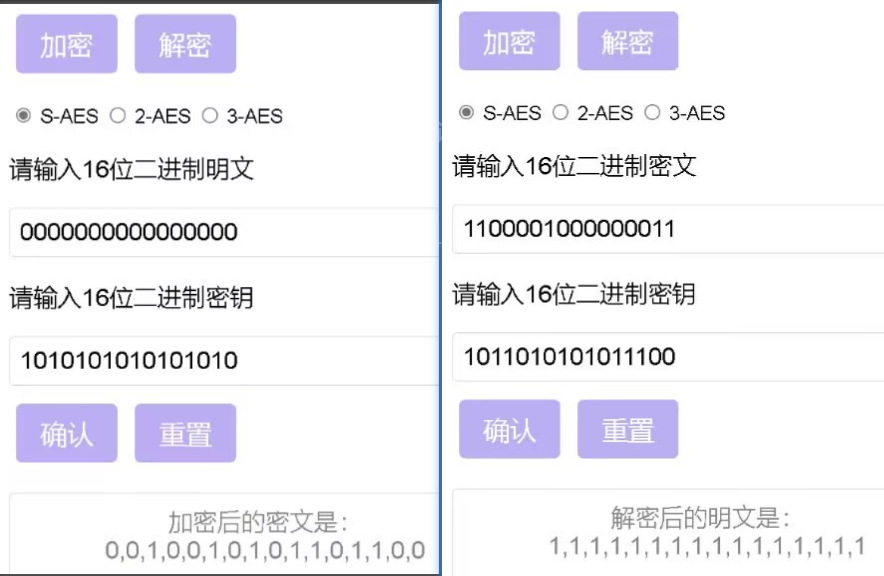 加密 解密
S-AES 2-AES 3-AES
请输入16位二进制明文
0000000000000000
请输入16位二进制密钥
1010101010101010
确认 重置
加密后的密文是：
0,0,1,0,0,1,0,1,0,1,1,0,1,1,0,0
加密 解密
S-AES 2-AES 3-AES
请输入16位二进制密文
1100001000000011
请输入16位二进制密钥
1011010101011100
确认 重置
解密后的明文是：
1,1,1,1,1,1,1,1,1,1,1,1,1,1,1,1